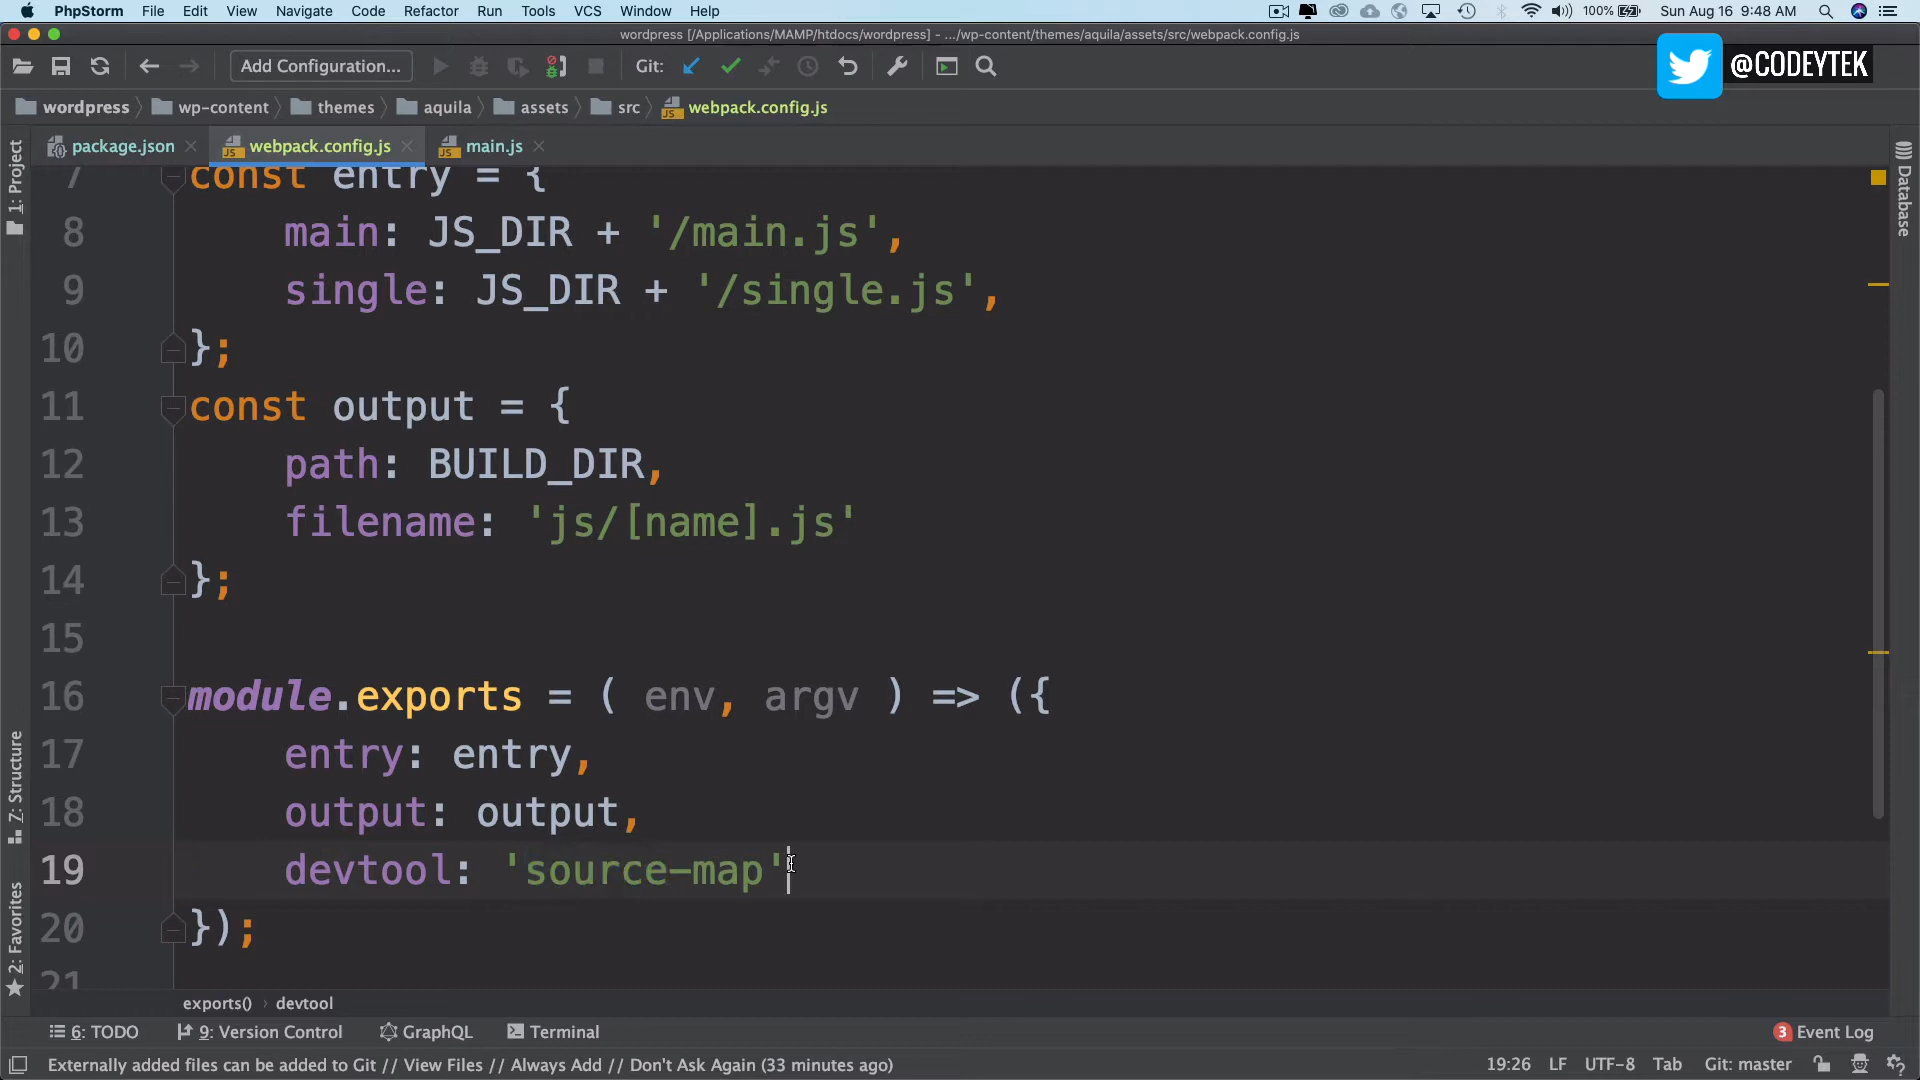 PhpStorm File Edit View Navigate Code Refactor Run Tools VCS Window Help 100% Sun Aug 16 9:48 AM
wordpress [/Applications/MAMP/htdocs/wordpress] - .../wp-content/themes/aquila/assets/src/webpack.config.js
Add Configuration... Git: @CODEYTEK
wordpress wp-content themes aquila assets src webpack.config.js
package.json webpack.config.js main.js
1: Project
Database
7: Structure
2: Favorites
7 const entry = {
8 main: JS_DIR + '/main.js',
9 single: JS_DIR + '/single.js',
10 };
11 const output = {
12 path: BUILD_DIR,
13 filename: 'js/[name].js'
14 };
15
16 module.exports = ( env, argv ) => ({
17 entry: entry,
18 output: output,
19 devtool: 'source-map'
20 });
21
exports() › devtool
6: TODO 9: Version Control GraphQL Terminal 3 Event Log
Externally added files can be added to Git // View Files // Always Add // Don't Ask Again (33 minutes ago) 19:26 LF UTF-8 Tab Git: master